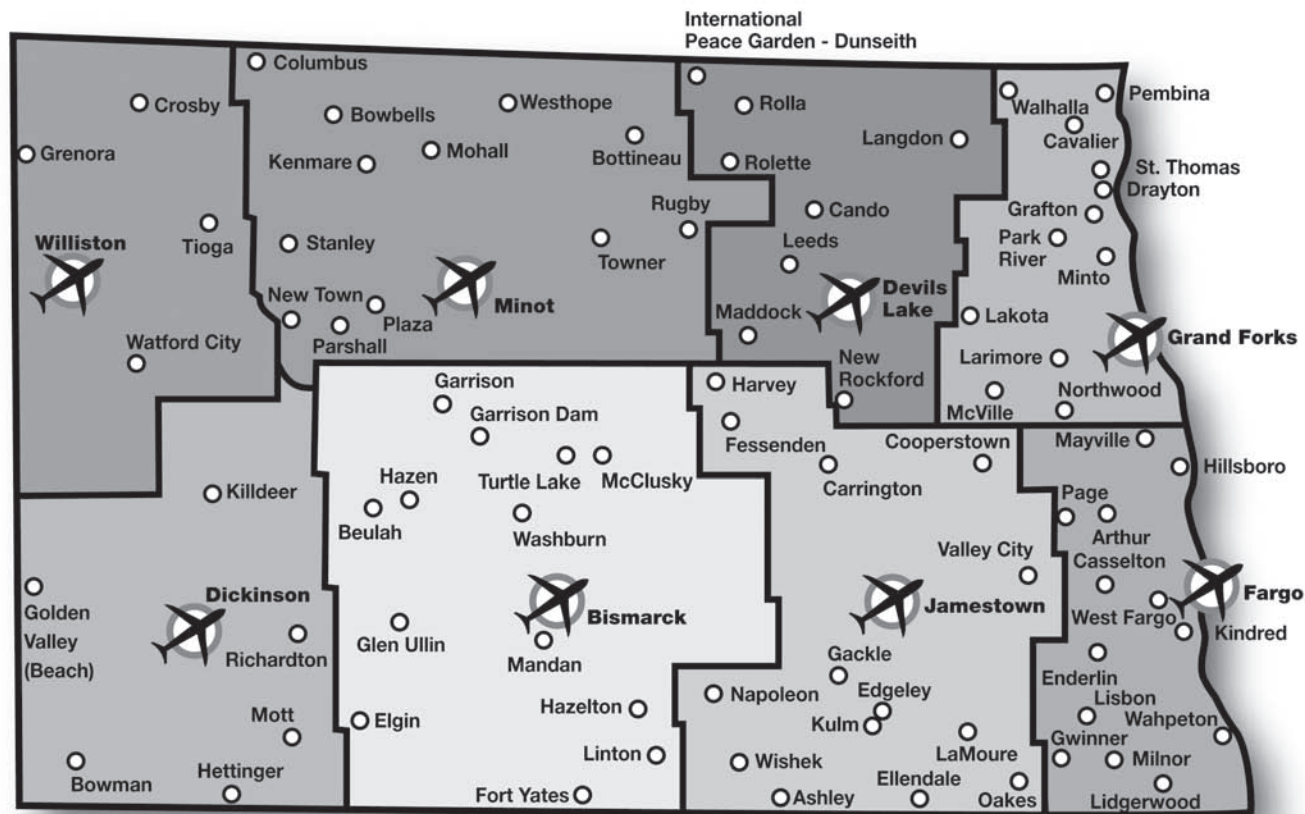 International
Peace Garden - Dunseith
Columbus
Crosby
Bowbells
Westhope
Rolla
Walhalla
Pembina
Cavalier
Grenora
Kenmare
Mohall
Bottineau
Langdon
Rolette
St. Thomas
Drayton
Rugby
Cando
Grafton
Williston
Tioga
Stanley
Towner
Leeds
Park
River
Minto
New Town
Plaza
Parshall
Minot
Maddock
Devils
Lake
Lakota
Grand Forks
Watford City
Larimore
New
Rockford
Northwood
McVille
Garrison
Harvey
Garrison Dam
Fessenden
Cooperstown
Mayville
Hillsboro
Killdeer
Hazen
Turtle Lake
McClusky
Carrington
Page
Beulah
Washburn
Arthur
Valley City
Casselton
Golden
Valley
(Beach)
Dickinson
Richardton
Glen Ullin
Bismarck
Mandan
Jamestown
West Fargo
Fargo
Kindred
Gackle
Enderlin
Mott
Elgin
Hazelton
Napoleon
Edgeley
Kulm
Lisbon
Wahpeton
Gwinner
LaMoure
Bowman
Hettinger
Linton
Wishek
Ellendale
Milnor
Fort Yates
Ashley
Oakes
Lidgerwood